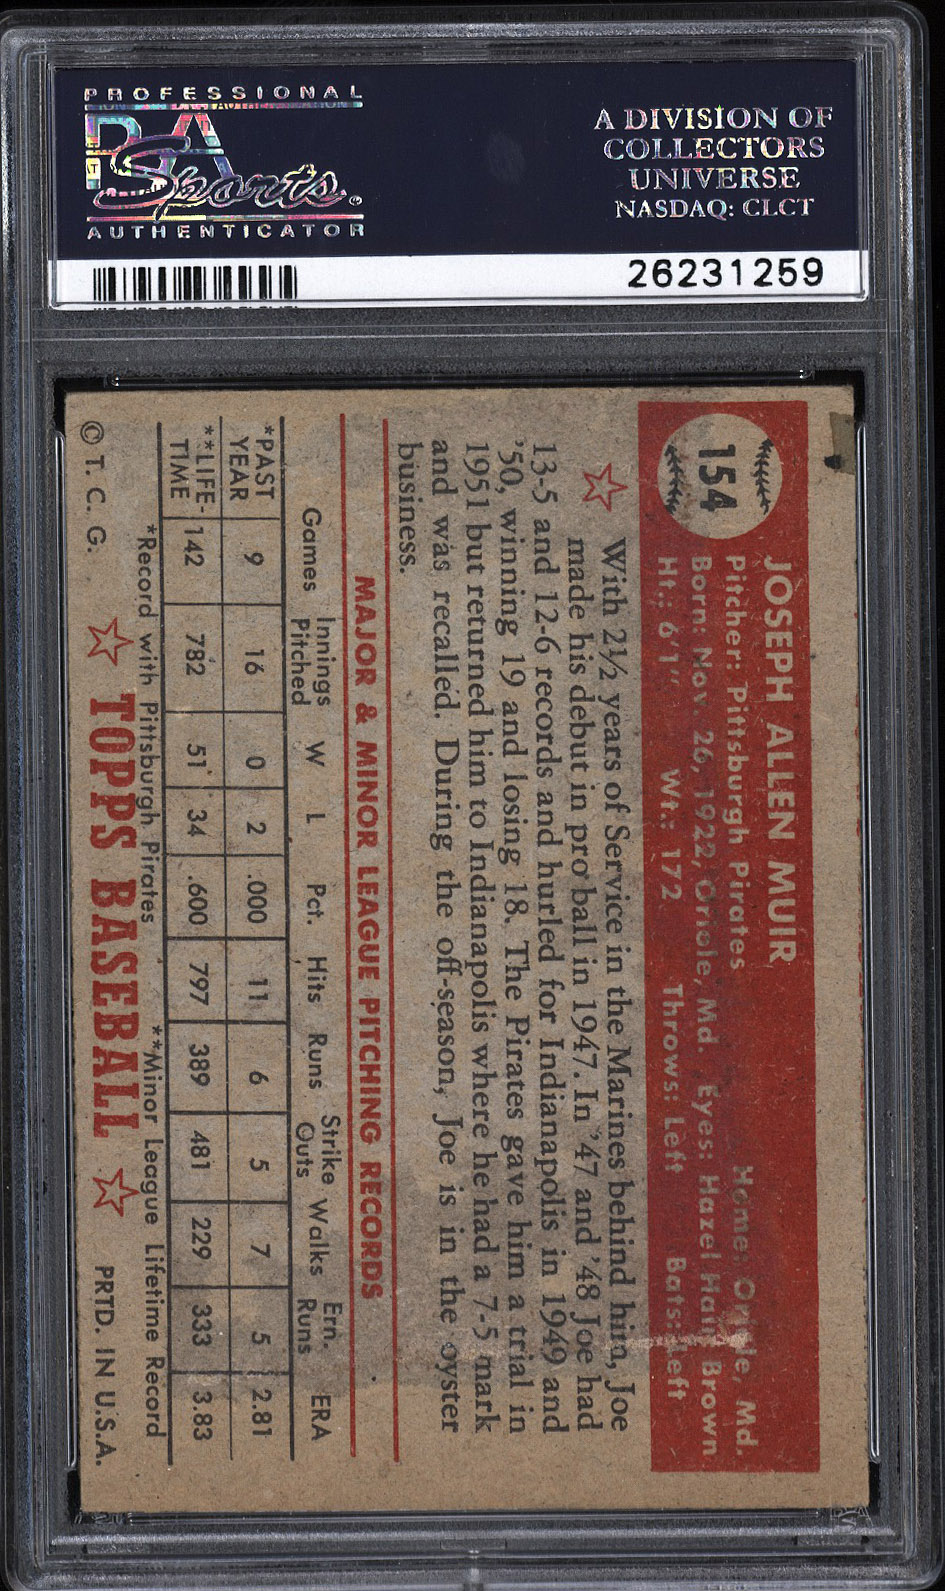 PROFESSIONAL
PSA
Sports®
AUTHENTICATOR
A DIVISION OF
COLLECTORS
UNIVERSE
NASDAQ: CLCT
26231259
154
JOSEPH ALLEN MUIR
Pitcher: Pittsburgh Pirates Home: Oriole, Md.
Born: Nov. 26, 1922, Oriole, Md. Eyes: Hazel Hair: Brown
Ht.: 6'1" Wt.: 172 Throws: Left Bats: Left
With 2½ years of Service in the Marines behind him, Joe
made his debut in pro ball in 1947. In '47 and '48 Joe had
13-5 and 12-6 records and hurled for Indianapolis in 1949 and
'50, winning 19 and losing 18. The Pirates gave him a trial in
1951 but returned him to Indianapolis where he had a 7-5 mark
and was recalled. During the off-season, Joe is in the oyster
business.
MAJOR & MINOR LEAGUE PITCHING RECORDS
Games Innings Pitched W L Pct. Hits Runs Strike Outs Walks Ern. Runs ERA
*PAST YEAR 9 16 0 2 .000 11 6 5 7 5 2.81
**LIFE-TIME 142 782 51 34 .600 797 389 481 229 333 3.83
*Record with Pittsburgh Pirates **Minor League Lifetime Record
© T. C. G. TOPPS BASEBALL PRTD. IN U.S.A.